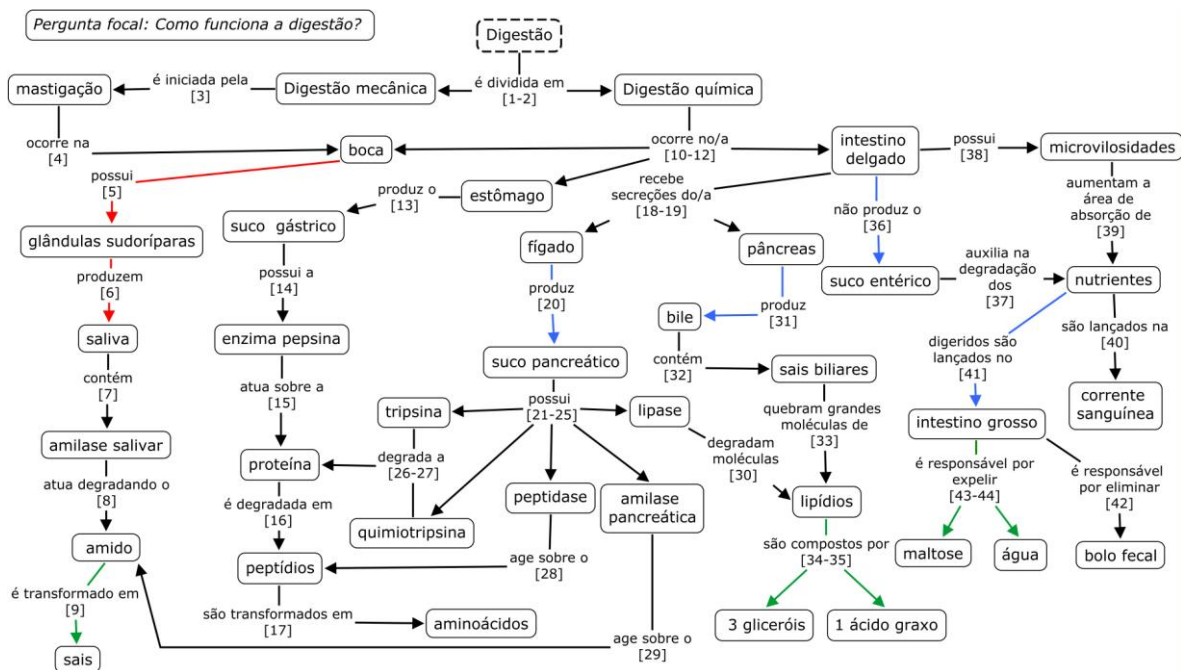 Pergunta focal: Como funciona a digestão?
Digestão
mastigação
é iniciada pela
[3]
Digestão mecânica
é dividida em
[1-2]
Digestão química
ocorre na
[4]
boca
ocorre no/a
[10-12]
intestino
delgado
possui
[38]
microvilosidades
possui
[5]
produz o
[13]
estômago
recebe
secreções do/a
[18-19]
não produz o
[36]
aumentam a
área de
absorção de
[39]
glândulas sudoríparas
suco gástrico
fígado
pâncreas
produzem
[6]
possui a
[14]
produz
[20]
produz
[31]
suco entérico
auxilia na
degradação
dos
[37]
nutrientes
saliva
enzima pepsina
bile
digeridos são
lançados no
[41]
são lançados na
[40]
contém
[7]
atua sobre a
[15]
suco pancreático
contém
[32]
sais biliares
corrente
sanguínea
amilase salivar
tripsina
possui
[21-25]
lipase
quebram grandes
moléculas de
[33]
intestino grosso
atua degradando o
[8]
proteína
degrada a
[26-27]
peptidase
amilase
pancreática
degradam
moléculas
[30]
lipídios
é responsável por
expelir
[43-44]
é responsável
por eliminar
[42]
amido
é degradada em
[16]
quimiotripsina
são compostos por
[34-35]
maltose
água
bolo fecal
é transformado em
[9]
peptídios
age sobre o
[28]
sais
são transformados em
[17]
aminoácidos
age sobre o
[29]
3 gliceróis
1 ácido graxo